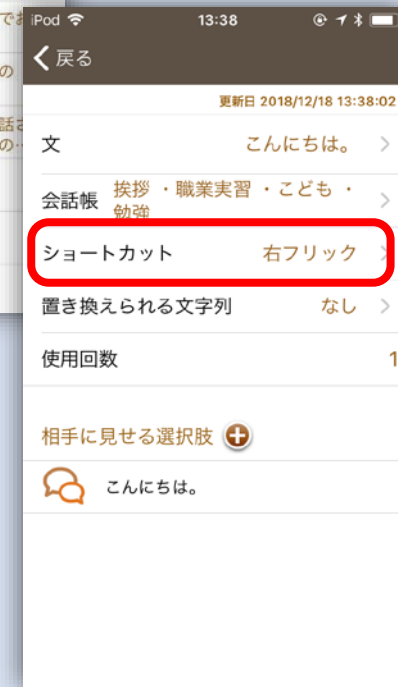 iPod 13:38
戻る
更新日 2018/12/18 13:38:02
文 こんにちは。
会話帳 挨拶 ・職業実習 ・こども ・
勉強
ショートカット 右フリック
置き換えられる文字列 なし
使用回数 1
相手に見せる選択肢
こんにちは。